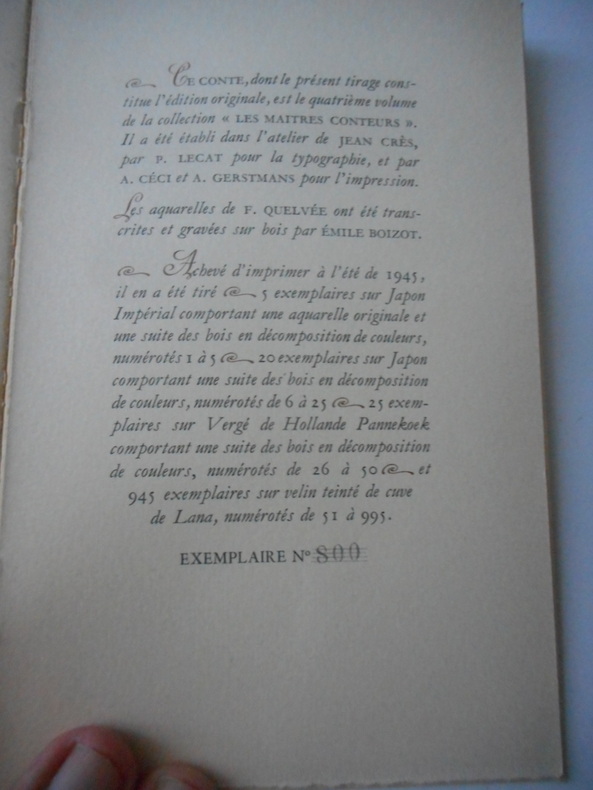 CE CONTE, dont le présent tirage cons-
titue l'édition originale, est le quatrième volume
de la collection « LES MAITRES CONTEURS ».
Il a été établi dans l'atelier de JEAN CRÈS,
par P. LECAT pour la typographie, et par
A. CÉCI et A. GERSTMANS pour l'impression.
Les aquarelles de F. QUELVÉE ont été trans-
crites et gravées sur bois par ÉMILE BOIZOT.
Achevé d'imprimer à l'été de 1945,
il en a été tiré 5 exemplaires sur Japon
Impérial comportant une aquarelle originale et
une suite des bois en décomposition de couleurs,
numérotés 1 à 5 20 exemplaires sur Japon
comportant une suite des bois en décomposition
de couleurs, numérotés de 6 à 25 25 exem-
plaires sur Vergé de Hollande Pannekoek
comportant une suite des bois en décomposition
de couleurs, numérotés de 26 à 50 et
945 exemplaires sur velin teinté de cuve
de Lana, numérotés de 51 à 995.
EXEMPLAIRE N° 800